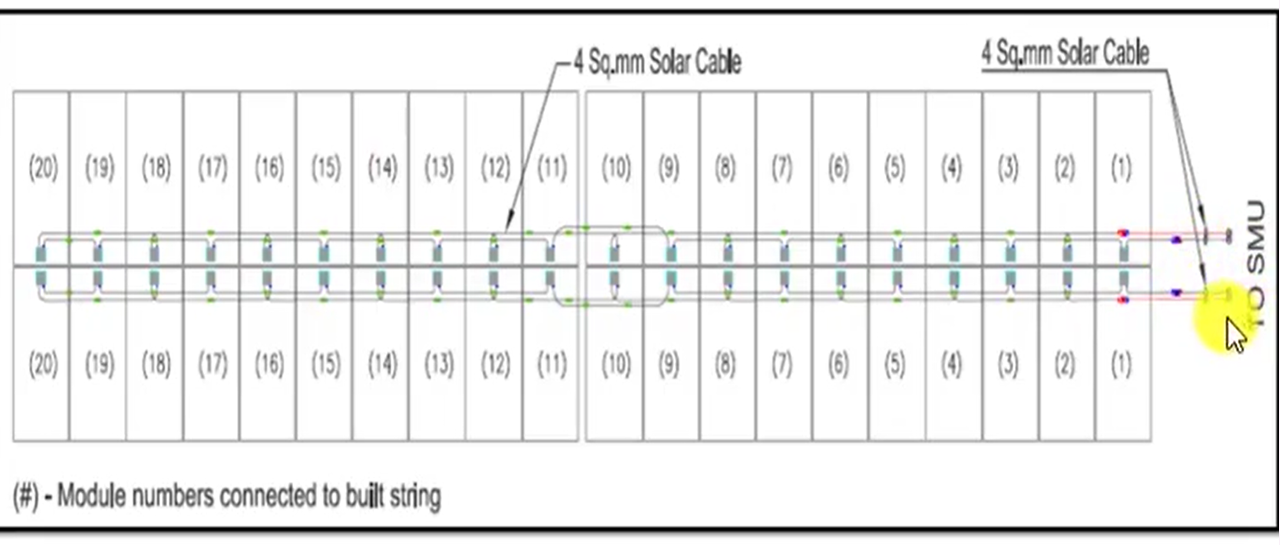 4 Sq.mm Solar Cable
4 Sq.mm Solar Cable
(20) (19) (18) (17) (16) (15) (14) (13) (12) (11) (10) (9) (8) (7) (6) (5) (4) (3) (2) (1)
TO SMU
(20) (19) (18) (17) (16) (15) (14) (13) (12) (11) (10) (9) (8) (7) (6) (5) (4) (3) (2) (1)
(#) - Module numbers connected to built string